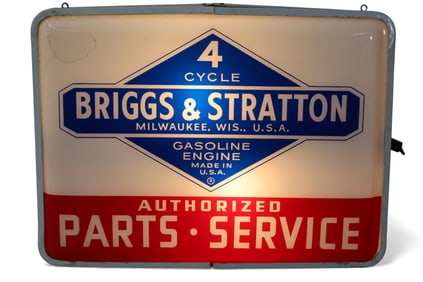 4
CYCLE
BRIGGS & STRATTON
MILWAUKEE, WIS., U.S.A.
GASOLINE
ENGINE
MADE IN
U.S.A.
®
AUTHORIZED
PARTS · SERVICE